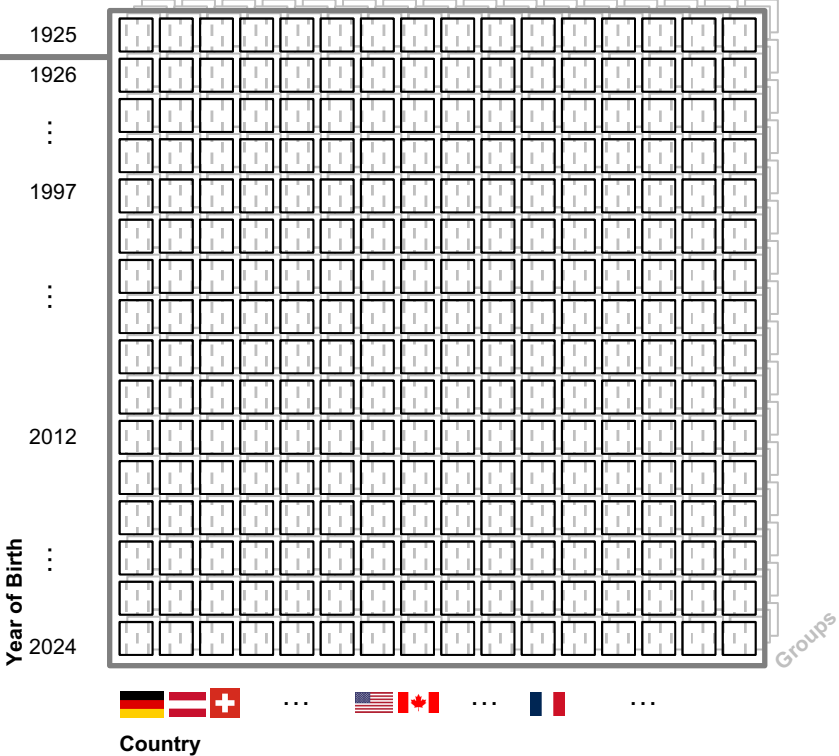 1925
1926
⋮
1997
⋮
2012
⋮
2024
Year of Birth
Groups
... ... ...
Country